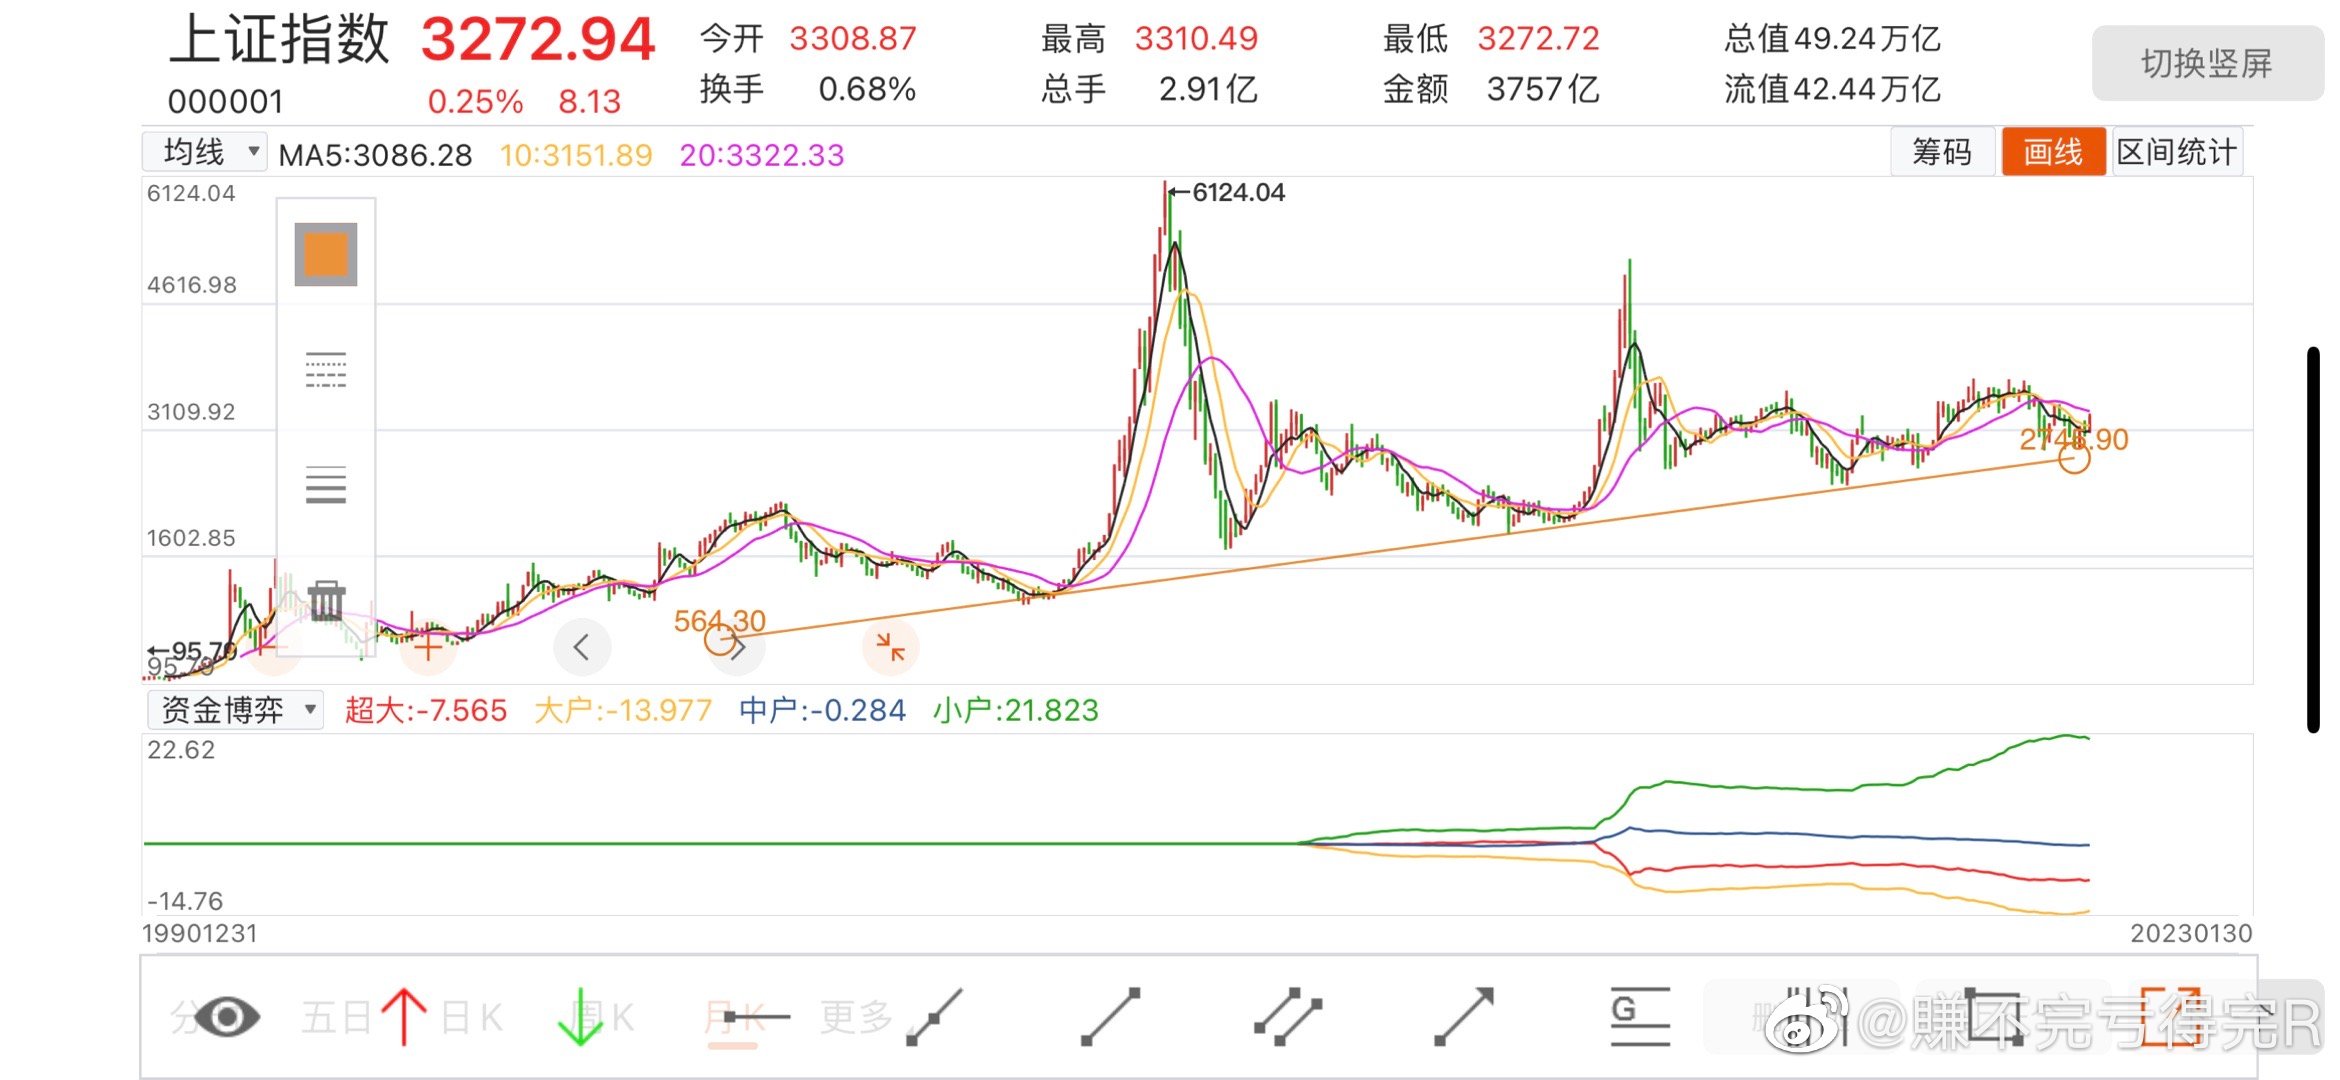 上证指数 3272.94 今开 3308.87 最高 3310.49 最低 3272.72 总值49.24万亿 切换竖屏
000001 0.25% 8.13 换手 0.68% 总手 2.91亿 金额 3757亿 流值42.44万亿
均线 MA5:3086.28 10:3151.89 20:3322.33 筹码 画线 区间统计
6124.04 6124.04
4616.98
3109.92
2748.90
1602.85
564.30
95.79
95.79
资金博弈 超大:-7.565 大户:-13.977 中户:-0.284 小户:21.823
22.62
-14.76
19901231 20230130
分 五日 日K 周K 月K 更多 G
@賺不完亏得完R